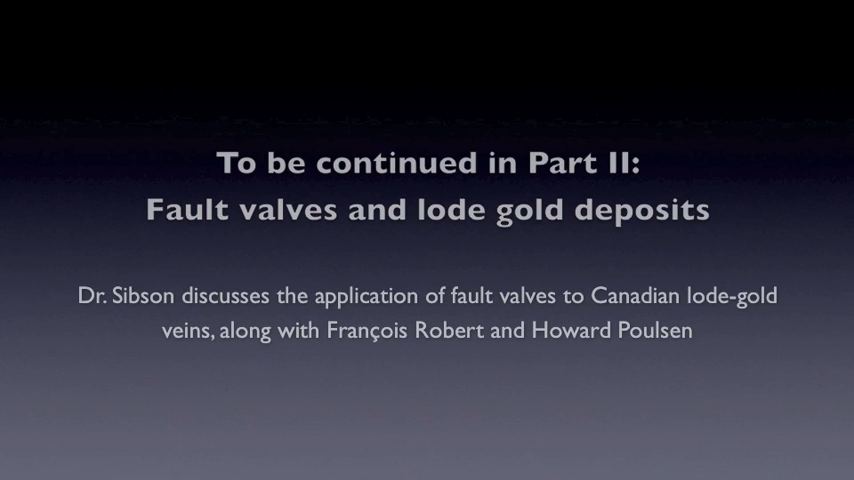 To be continued in Part II:
Fault valves and lode gold deposits
Dr. Sibson discusses the application of fault valves to Canadian lode-gold
veins, along with François Robert and Howard Poulsen